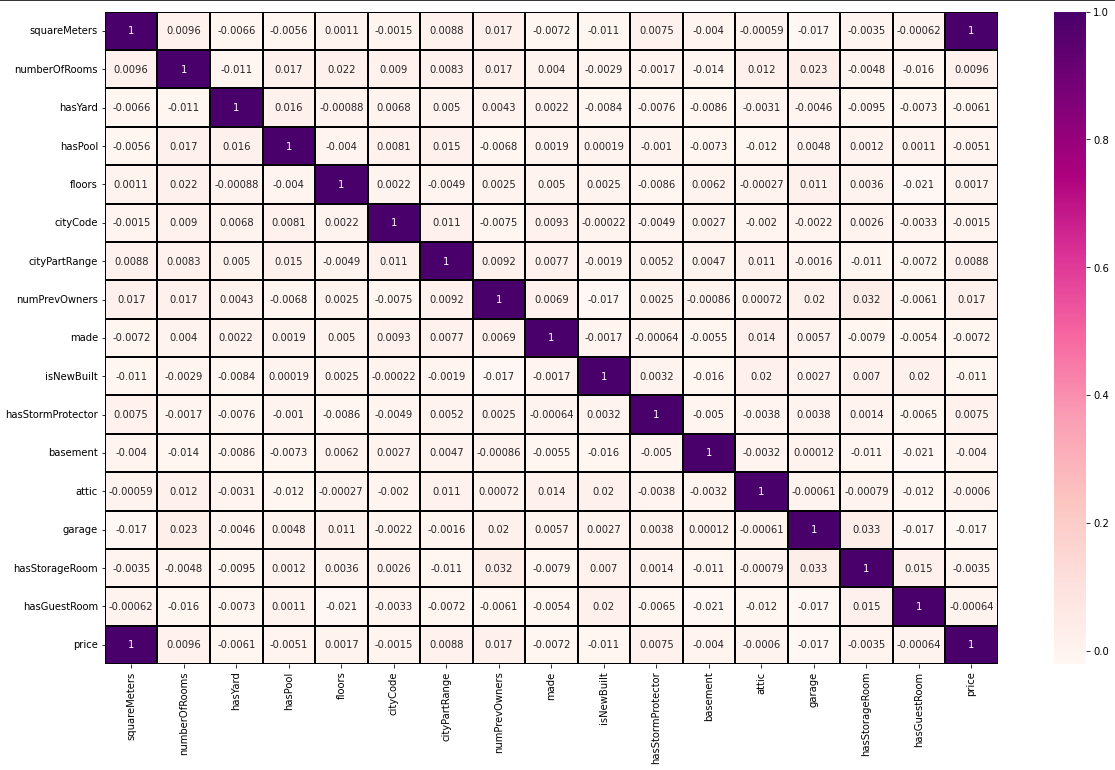 squareMeters 1 0.0096 -0.0066 -0.0056 0.0011 -0.0015 0.0088 0.017 -0.0072 -0.011 0.0075 -0.004 -0.00059 -0.017 -0.0035 -0.00062 1
numberOfRooms 0.0096 1 -0.011 0.017 0.022 0.009 0.0083 0.017 0.004 -0.0029 -0.0017 -0.014 0.012 0.023 -0.0048 -0.016 0.0096
hasYard -0.0066 -0.011 1 0.016 -0.00088 0.0068 0.005 0.0043 0.0022 -0.0084 -0.0076 -0.0086 -0.0031 -0.0046 -0.0095 -0.0073 -0.0061
hasPool -0.0056 0.017 0.016 1 -0.004 0.0081 0.015 -0.0068 0.0019 0.00019 -0.001 -0.0073 -0.012 0.0048 0.0012 0.0011 -0.0051
floors 0.0011 0.022 -0.00088 -0.004 1 0.0022 -0.0049 0.0025 0.005 0.0025 -0.0086 0.0062 -0.00027 0.011 0.0036 -0.021 0.0017
cityCode -0.0015 0.009 0.0068 0.0081 0.0022 1 0.011 -0.0075 0.0093 -0.00022 -0.0049 0.0027 -0.002 -0.0022 0.0026 -0.0033 -0.0015
cityPartRange 0.0088 0.0083 0.005 0.015 -0.0049 0.011 1 0.0092 0.0077 -0.0019 0.0052 0.0047 0.011 -0.0016 -0.011 -0.0072 0.0088
numPrevOwners 0.017 0.017 0.0043 -0.0068 0.0025 -0.0075 0.0092 1 0.0069 -0.017 0.0025 -0.00086 0.00072 0.02 0.032 -0.0061 0.017
made -0.0072 0.004 0.0022 0.0019 0.005 0.0093 0.0077 0.0069 1 -0.0017 -0.00064 -0.0055 0.014 0.0057 -0.0079 -0.0054 -0.0072
isNewBuilt -0.011 -0.0029 -0.0084 0.00019 0.0025 -0.00022 -0.0019 -0.017 -0.0017 1 0.0032 -0.016 0.02 0.0027 0.007 0.02 -0.011
hasStormProtector 0.0075 -0.0017 -0.0076 -0.001 -0.0086 -0.0049 0.0052 0.0025 -0.00064 0.0032 1 -0.005 -0.0038 0.0038 0.0014 -0.0065 0.0075
basement -0.004 -0.014 -0.0086 -0.0073 0.0062 0.0027 0.0047 -0.00086 -0.0055 -0.016 -0.005 1 -0.0032 0.00012 -0.011 -0.021 -0.004
attic -0.00059 0.012 -0.0031 -0.012 -0.00027 -0.002 0.011 0.00072 0.014 0.02 -0.0038 -0.0032 1 -0.00061 -0.00079 -0.012 -0.0006
garage -0.017 0.023 -0.0046 0.0048 0.011 -0.0022 -0.0016 0.02 0.0057 0.0027 0.0038 0.00012 -0.00061 1 0.033 -0.017 -0.017
hasStorageRoom -0.0035 -0.0048 -0.0095 0.0012 0.0036 0.0026 -0.011 0.032 -0.0079 0.007 0.0014 -0.011 -0.00079 0.033 1 0.015 -0.0035
hasGuestRoom -0.00062 -0.016 -0.0073 0.0011 -0.021 -0.0033 -0.0072 -0.0061 -0.0054 0.02 -0.0065 -0.021 -0.012 -0.017 0.015 1 -0.00064
price 1 0.0096 -0.0061 -0.0051 0.0017 -0.0015 0.0088 0.017 -0.0072 -0.011 0.0075 -0.004 -0.0006 -0.017 -0.0035 -0.00064 1
squareMeters
numberOfRooms
hasYard
hasPool
floors
cityCode
cityPartRange
numPrevOwners
made
isNewBuilt
hasStormProtector
basement
attic
garage
hasStorageRoom
hasGuestRoom
price
1.0
0.8
0.6
0.4
0.2
0.0